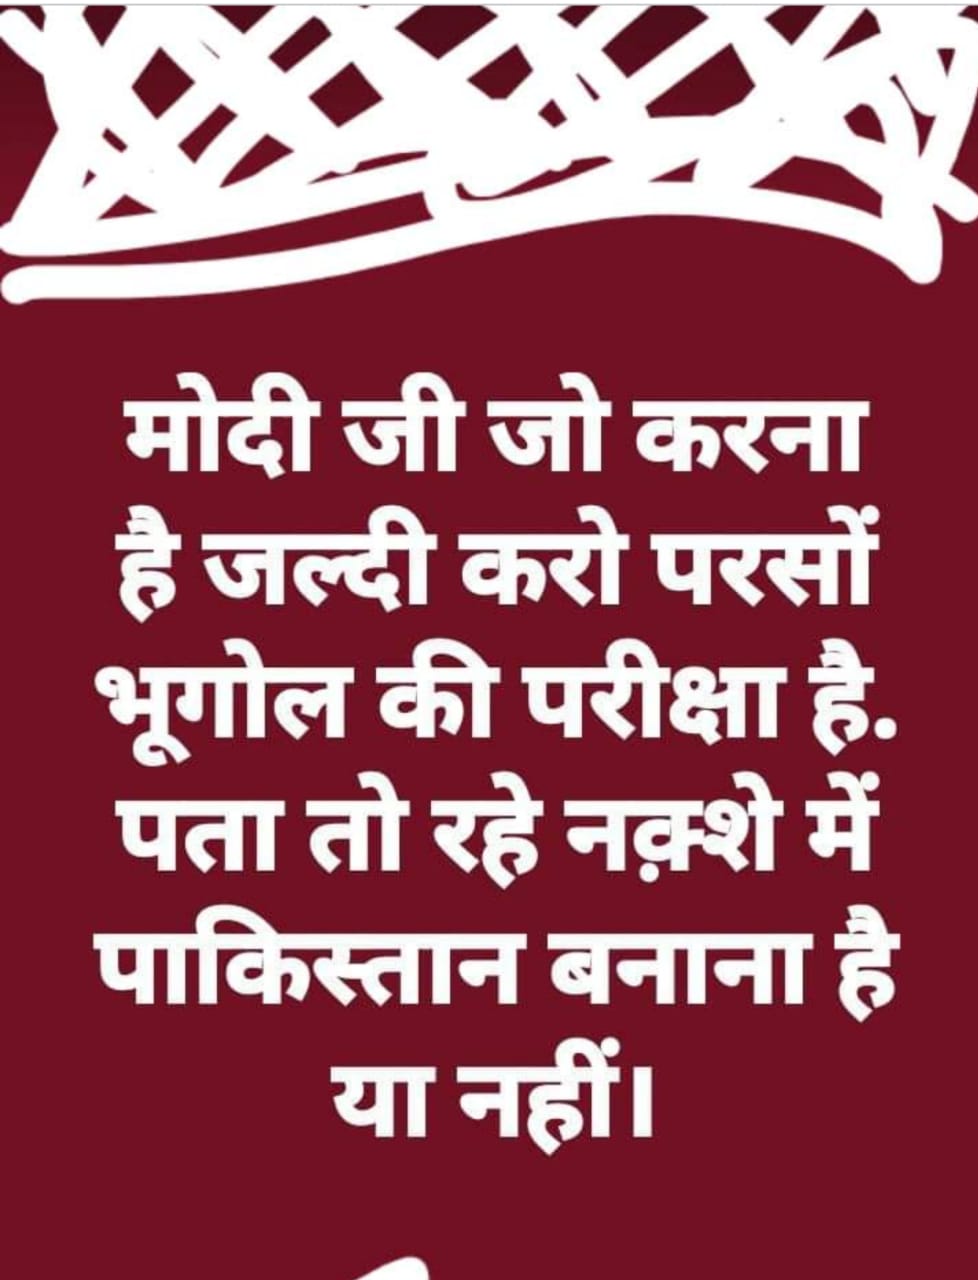 मोदी जी जो करना
है जल्दी करो परसों
भूगोल की परीक्षा है.
पता तो रहे नक़्शे में
पाकिस्तान बनाना है
या नहीं।